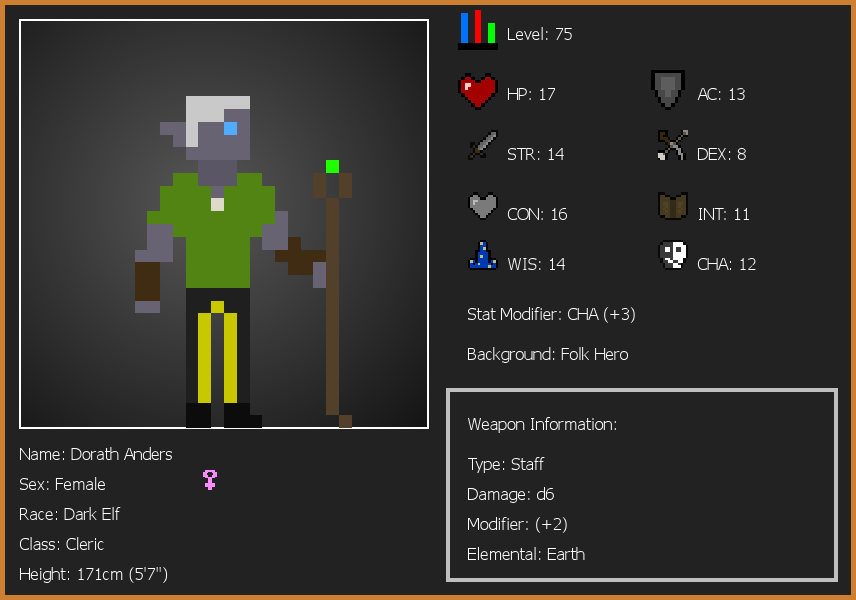 Level: 75
HP: 17
AC: 13
STR: 14
DEX: 8
CON: 16
INT: 11
WIS: 14
CHA: 12
Stat Modifier: CHA (+3)
Background: Folk Hero
Weapon Information:
Type: Staff
Damage: d6
Modifier: (+2)
Elemental: Earth
Name: Dorath Anders
Sex: Female
Race: Dark Elf
Class: Cleric
Height: 171cm (5'7")